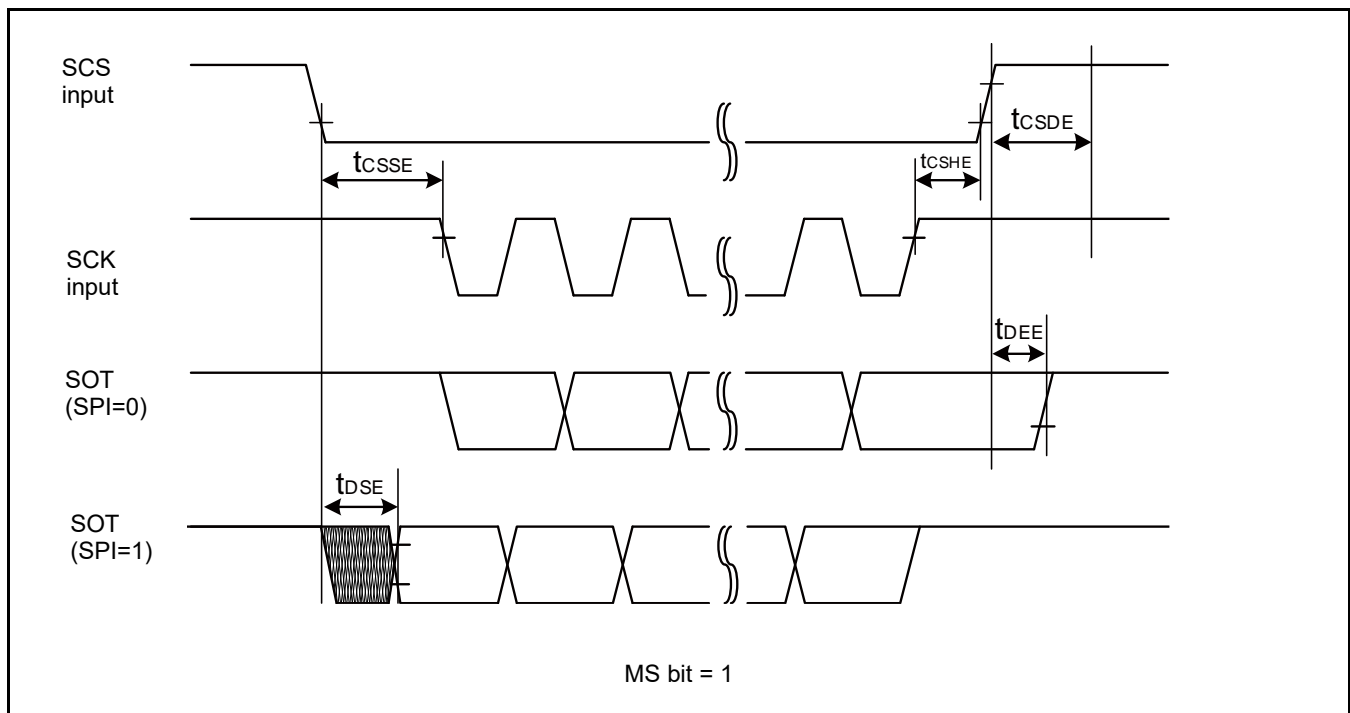 SCS
input
tCSDE
tCSSE
tCSHE
SCK
input
tDEE
SOT
(SPI=0)
tDSE
SOT
(SPI=1)
MS bit = 1